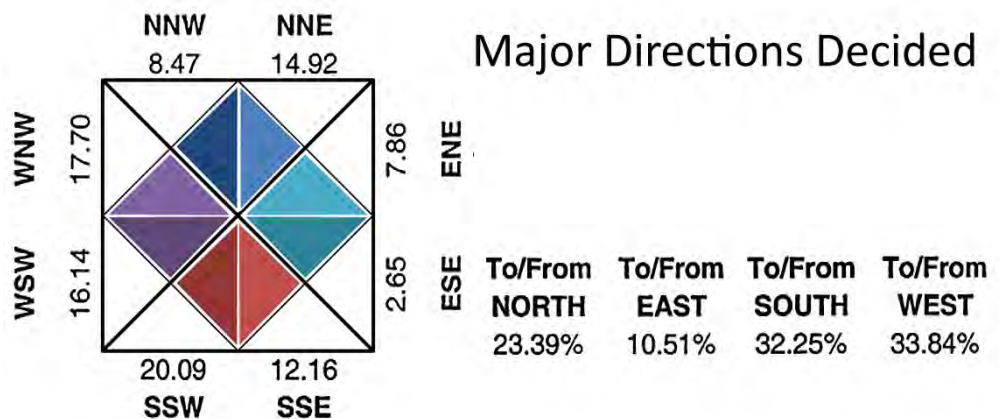 NNW NNE
8.47 14.92
Major Directions Decided
WNW
17.70
7.86
ENE
WSW
16.14
2.65
ESE
20.09 12.16
SSW SSE
To/From To/From To/From To/From
NORTH EAST SOUTH WEST
23.39% 10.51% 32.25% 33.84%